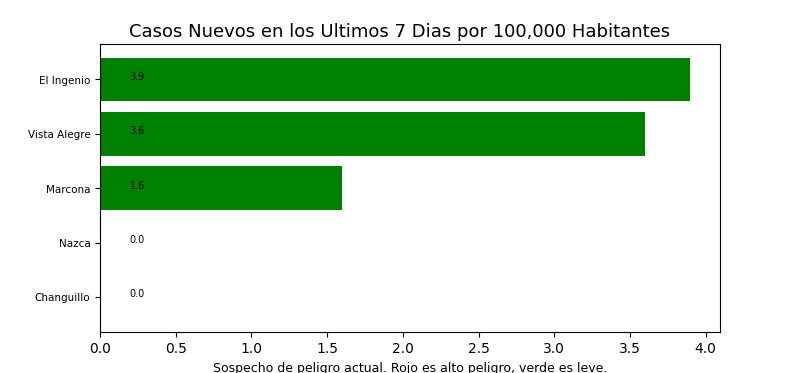 Casos Nuevos en los Ultimos 7 Dias por 100,000 Habitantes
El Ingenio 3.9
Vista Alegre 3.6
Marcona 1.6
Nazca 0.0
Changuillo 0.0
0.0 0.5 1.0 1.5 2.0 2.5 3.0 3.5 4.0
Sospecho de peligro actual. Rojo es alto peligro, verde es leve.